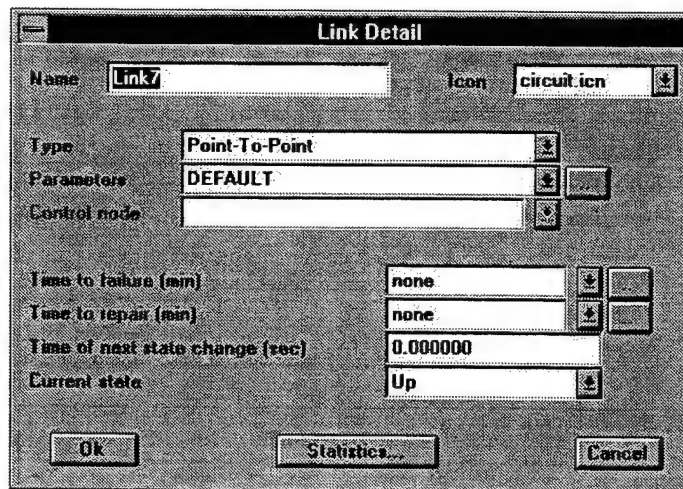 Link Detail
Name Link7 Icon circuit.icn
Type Point-To-Point
Parameters DEFAULT ...
Control node
Time to failure (min) none ...
Time to repair (min) none ...
Time of next state change (sec) 0.000000
Current state Up
Ok Statistics... Cancel